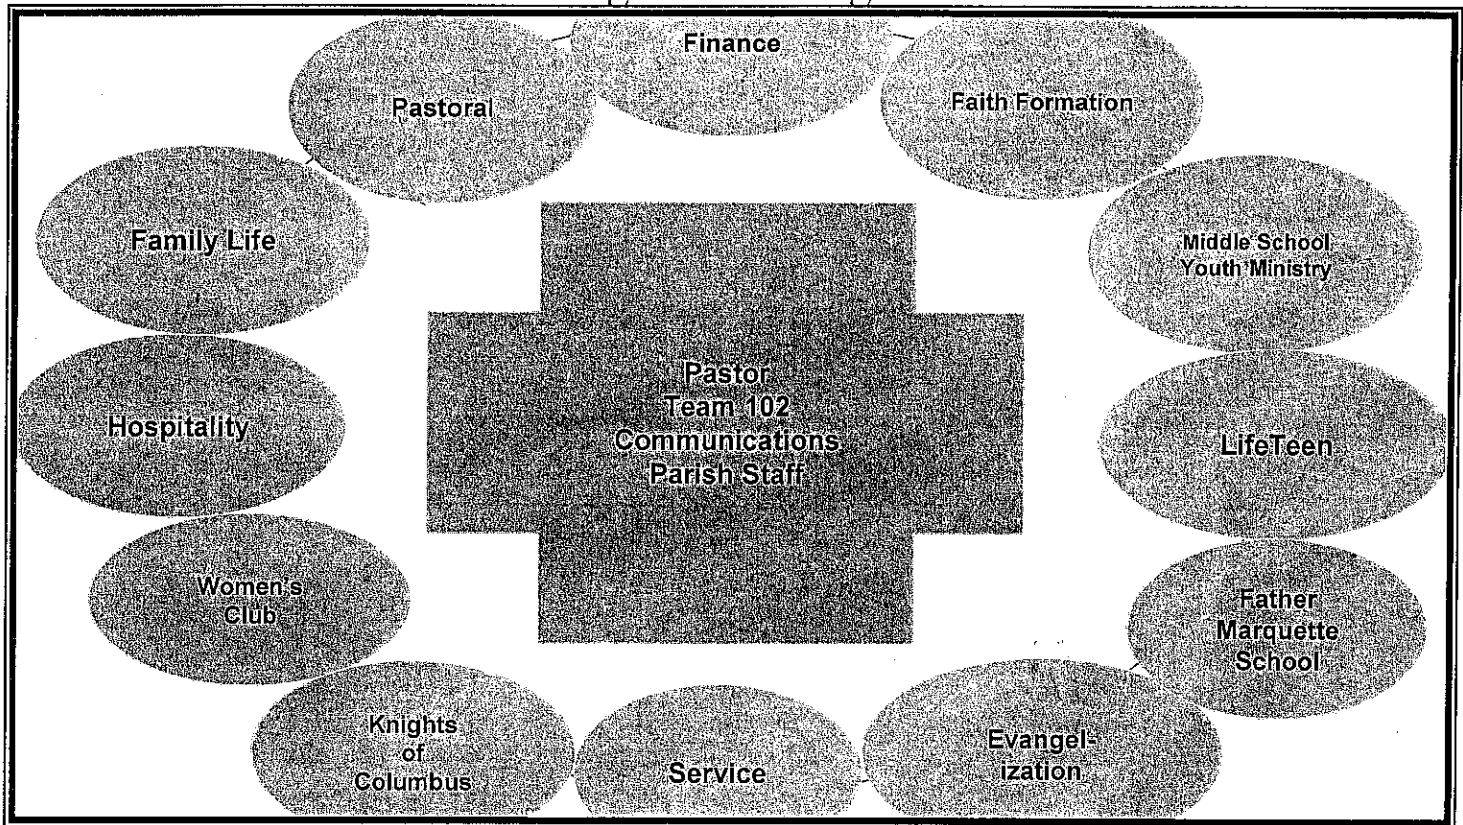 Finance
Pastoral
Faith Formation
Family Life
Middle School
Youth Ministry
Pastor
Team 102
Communications
Parish Staff
Hospitality
LifeTeen
Women's
Club
Father
Marquette
School
Knights
of
Columbus
Service
Evangel-
ization